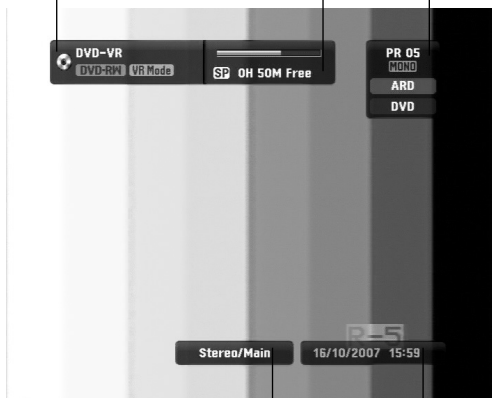 DVD-VR
DVD-RW VR Mode
SP 0H 50M Free
PR 05
MONO
ARD
DVD
R-5
Stereo/Main
16/10/2007 15:59